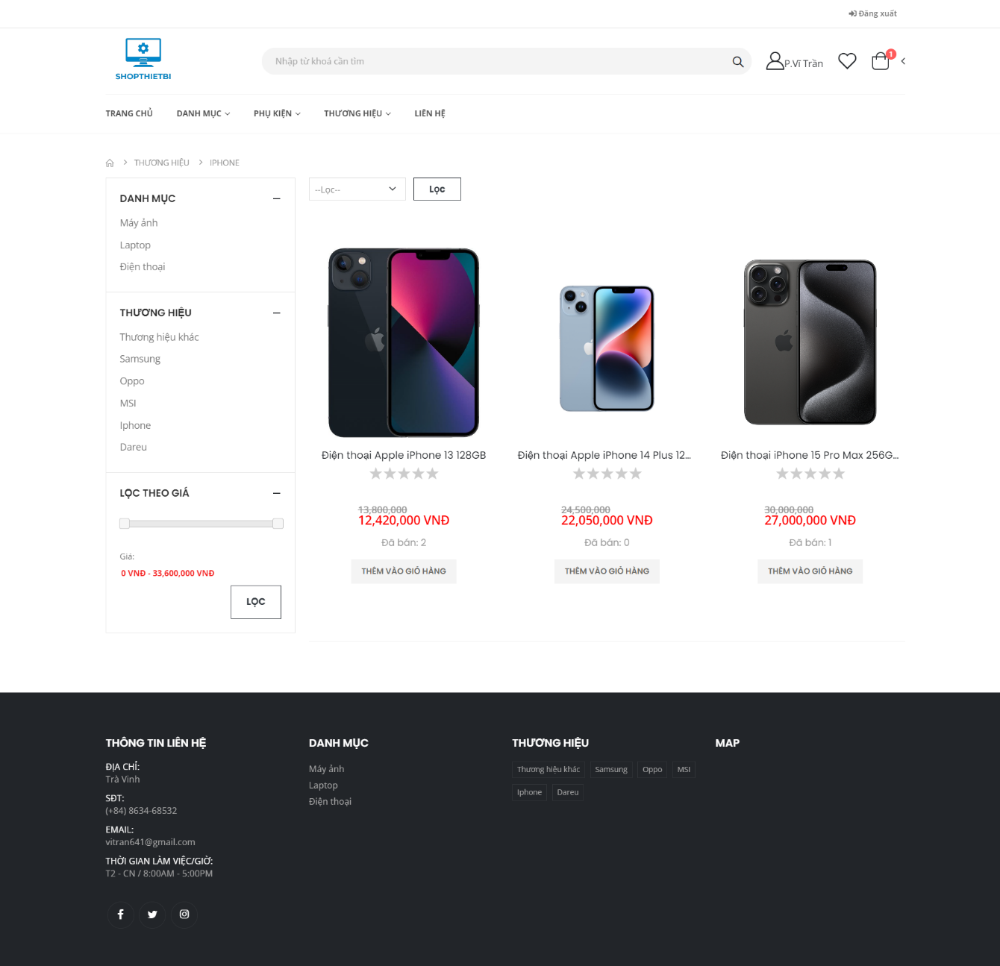 Đăng xuất
SHOPTHIETBI
Nhập từ khoá cần tìm
P.Vĩ Trần
1
TRANG CHỦ
DANH MỤC
PHỤ KIỆN
THƯƠNG HIỆU
LIÊN HỆ
THƯƠNG HIỆU
IPHONE
DANH MỤC
Máy ảnh
Laptop
Điện thoại
THƯƠNG HIỆU
Thương hiệu khác
Samsung
Oppo
MSI
Iphone
Dareu
LỌC THEO GIÁ
Giá:
0 VNĐ - 33,600,000 VNĐ
LỌC
--Lọc--
Lọc
Điện thoại Apple iPhone 13 128GB
13,800,000
12,420,000 VNĐ
Đã bán: 2
THÊM VÀO GIỎ HÀNG
Điện thoại Apple iPhone 14 Plus 12...
24,500,000
22,050,000 VNĐ
Đã bán: 0
THÊM VÀO GIỎ HÀNG
Điện thoại iPhone 15 Pro Max 256G...
30,000,000
27,000,000 VNĐ
Đã bán: 1
THÊM VÀO GIỎ HÀNG
THÔNG TIN LIÊN HỆ
ĐỊA CHỈ:
Trà Vinh
SĐT:
(+84) 8634-68532
EMAIL:
vitran641@gmail.com
THỜI GIAN LÀM VIỆC/GIỜ:
T2 - CN / 8:00AM - 5:00PM
DANH MỤC
Máy ảnh
Laptop
Điện thoại
THƯƠNG HIỆU
Thương hiệu khác
Samsung
Oppo
MSI
Iphone
Dareu
MAP